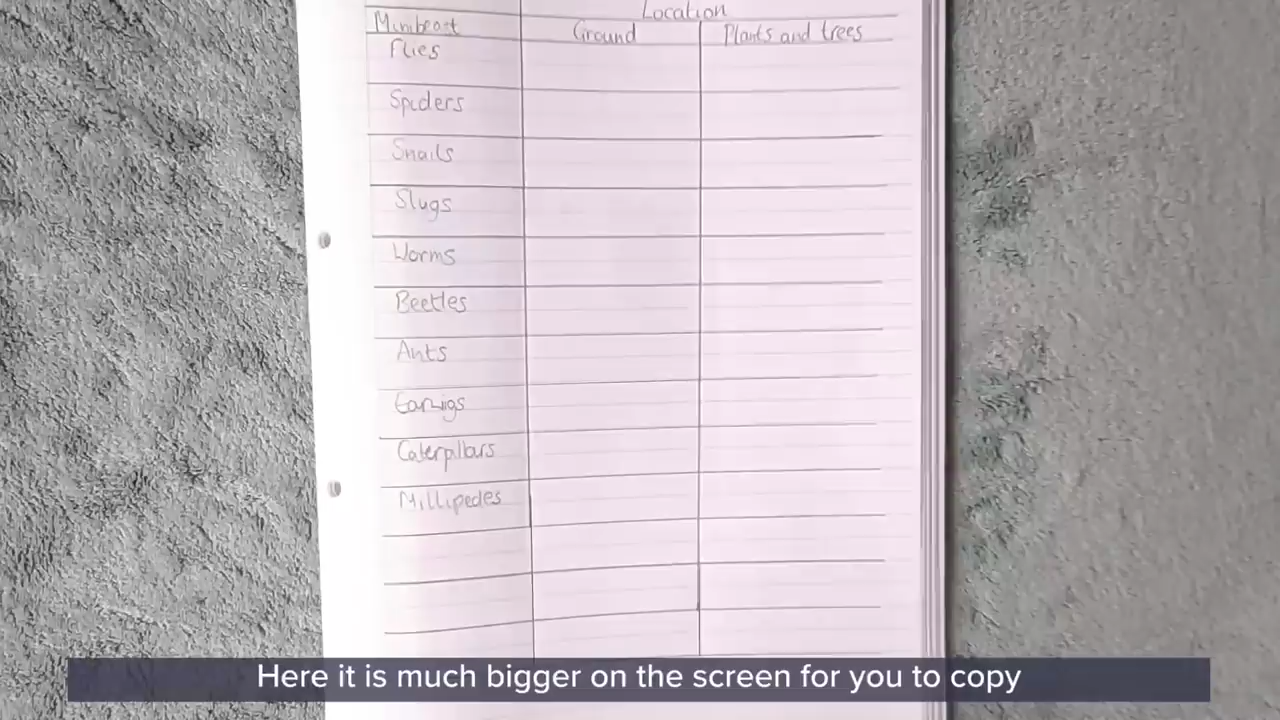 Location
Minibeast Ground Plants and trees
Flies
Spiders
Snails
Slugs
Worms
Beetles
Ants
Earwigs
Caterpillars
Millipedes
Here it is much bigger on the screen for you to copy